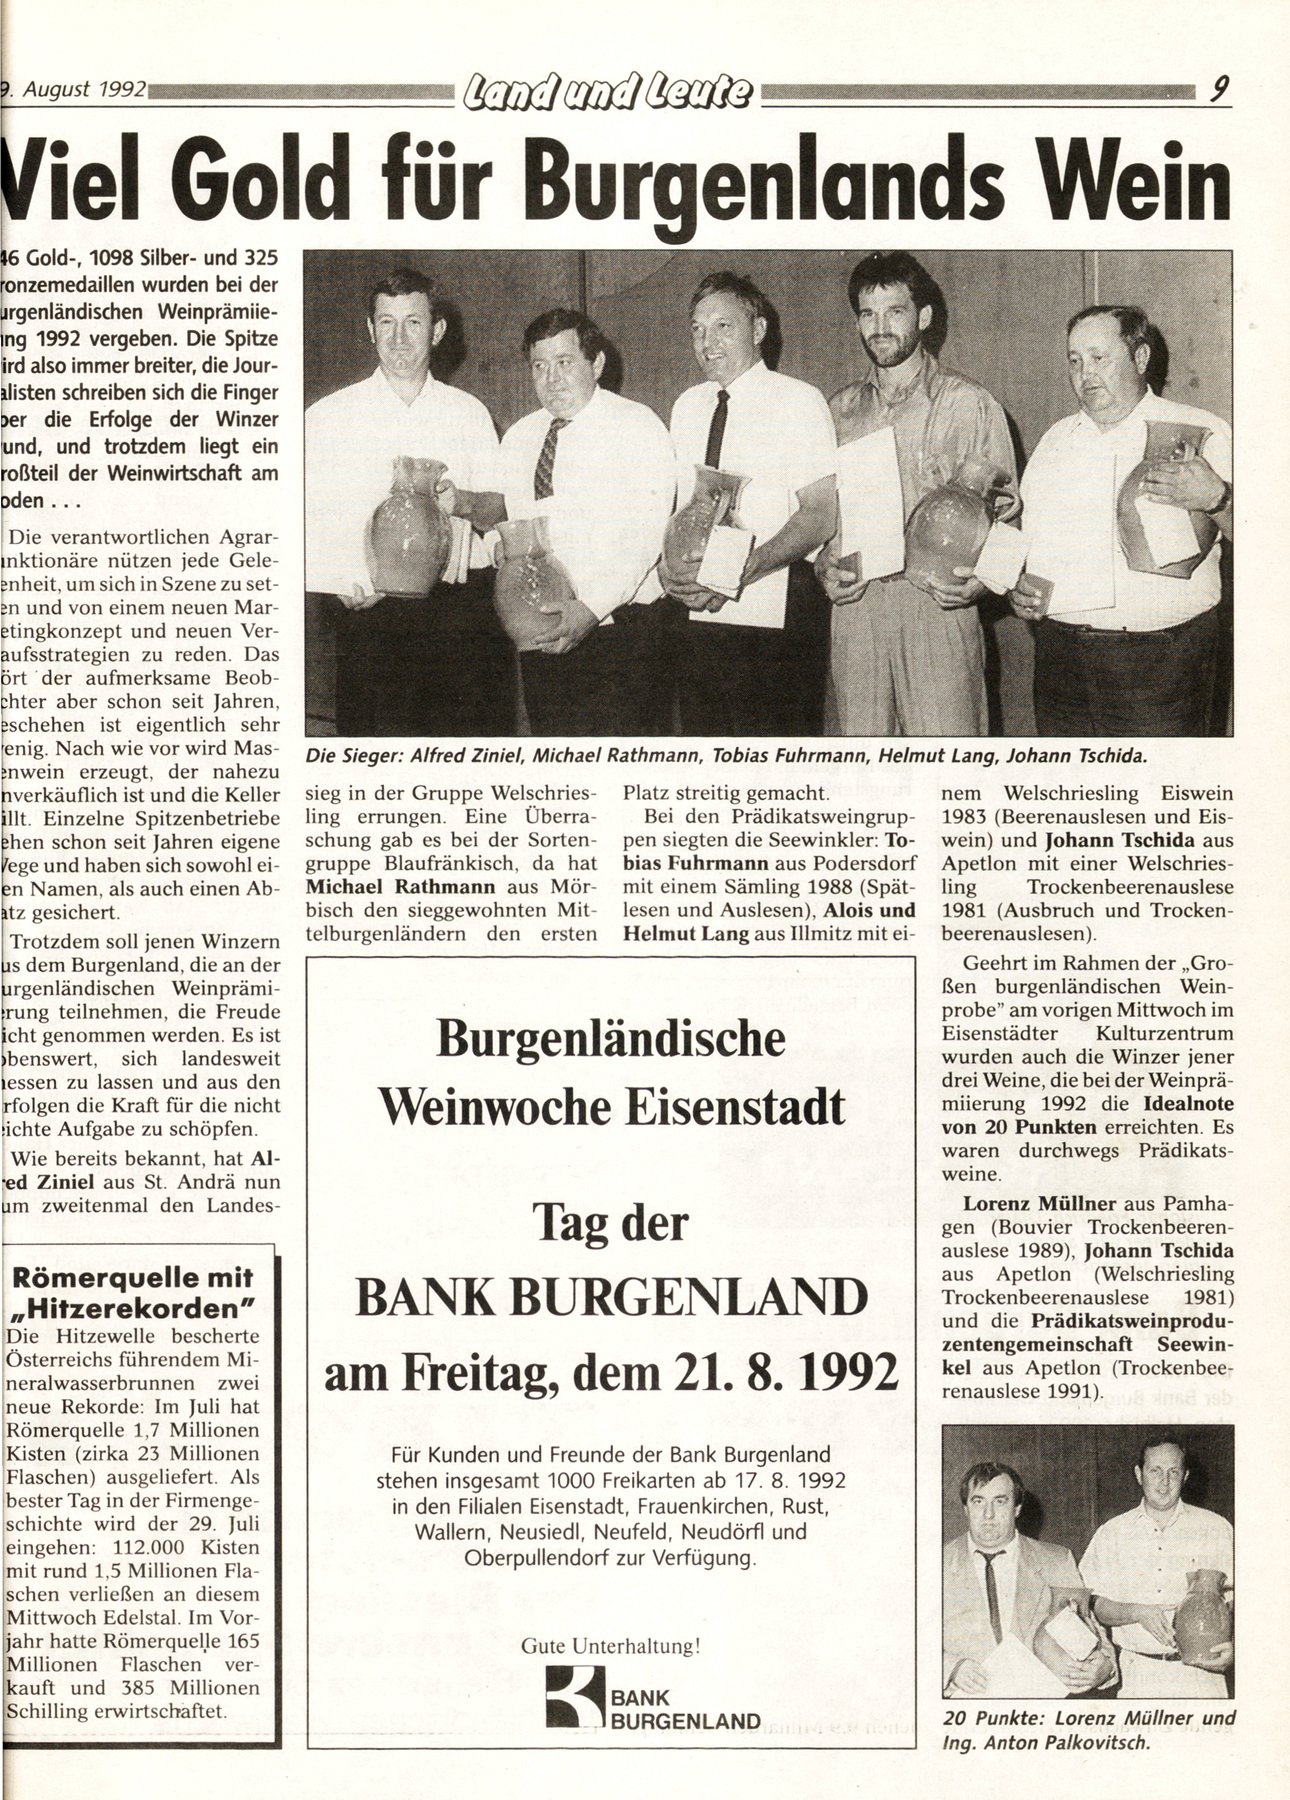 9. August 1992
Land und Leute
9
Viel Gold für Burgenlands Wein
46 Gold-, 1098 Silber- und 325
ronzemedaillen wurden bei der
urgenländischen Weinprämiie-
ung 1992 vergeben. Die Spitze
ird also immer breiter, die Jour-
alisten schreiben sich die Finger
ber die Erfolge der Winzer
und, und trotzdem liegt ein
roßteil der Weinwirtschaft am
oden . . .
Die verantwortlichen Agrar-
unktionäre nützen jede Gele-
enheit, um sich in Szene zu set-
en und von einem neuen Mar-
etingkonzept und neuen Ver-
aufsstrategien zu reden. Das
ört der aufmerksame Beob-
chter aber schon seit Jahren,
eschehen ist eigentlich sehr
enig. Nach wie vor wird Mas-
enwein erzeugt, der nahezu
nverkäuflich ist und die Keller
illt. Einzelne Spitzenbetriebe
ehen schon seit Jahren eigene
Wege und haben sich sowohl ei-
en Namen, als auch einen Ab-
atz gesichert.
Trotzdem soll jenen Winzern
us dem Burgenland, die an der
urgenländischen Weinprämi-
erung teilnehmen, die Freude
icht genommen werden. Es ist
obenswert, sich landesweit
essen zu lassen und aus den
rfolgen die Kraft für die nicht
eichte Aufgabe zu schöpfen.
Wie bereits bekannt, hat Al-
red Ziniel aus St. Andrä nun
um zweitenmal den Landes-
Die Sieger: Alfred Ziniel, Michael Rathmann, Tobias Fuhrmann, Helmut Lang, Johann Tschida.
sieg in der Gruppe Welschries-
ling errungen. Eine Überra-
schung gab es bei der Sorten-
gruppe Blaufränkisch, da hat
Michael Rathmann aus Mör-
bisch den sieggewohnten Mit-
telburgenländern den ersten
Platz streitig gemacht.
Bei den Prädikatsweingrup-
pen siegten die Seewinkler: To-
bias Fuhrmann aus Podersdorf
mit einem Sämling 1988 (Spät-
lesen und Auslesen), Alois und
Helmut Lang aus Illmitz mit ei-
nem Welschriesling Eiswein
1983 (Beerenauslesen und Eis-
wein) und Johann Tschida aus
Apetlon mit einer Welschries-
ling Trockenbeerenauslese
1981 (Ausbruch und Trocken-
beerenauslesen).
Geehrt im Rahmen der „Gro-
ßen burgenländischen Wein-
probe" am vorigen Mittwoch im
Eisenstädter Kulturzentrum
wurden auch die Winzer jener
drei Weine, die bei der Weinprä-
miierung 1992 die Idealnote
von 20 Punkten erreichten. Es
waren durchwegs Prädikats-
weine.
Lorenz Müllner aus Pamha-
gen (Bouvier Trockenbeeren-
auslese 1989), Johann Tschida
aus Apetlon (Welschriesling
Trockenbeerenauslese 1981)
und die Prädikatsweinprodu-
zentengemeinschaft Seewin-
kel aus Apetlon (Trockenbee-
renauslese 1991).
20 Punkte: Lorenz Müllner und
Ing. Anton Palkovitsch.
Römerquelle mit
„Hitzerekorden"
Die Hitzewelle bescherte
Österreichs führendem Mi-
neralwasserbrunnen zwei
neue Rekorde: Im Juli hat
Römerquelle 1,7 Millionen
Kisten (zirka 23 Millionen
Flaschen) ausgeliefert. Als
bester Tag in der Firmenge-
schichte wird der 29. Juli
eingehen: 112.000 Kisten
mit rund 1,5 Millionen Fla-
schen verließen an diesem
Mittwoch Edelstal. Im Vor-
jahr hatte Römerquelle 165
Millionen Flaschen ver-
kauft und 385 Millionen
Schilling erwirtschaftet.
Burgenländische
Weinwoche Eisenstadt
Tag der
BANK BURGENLAND
am Freitag, dem 21. 8. 1992
Für Kunden und Freunde der Bank Burgenland
stehen insgesamt 1000 Freikarten ab 17. 8. 1992
in den Filialen Eisenstadt, Frauenkirchen, Rust,
Wallern, Neusiedl, Neufeld, Neudörfl und
Oberpullendorf zur Verfügung.
Gute Unterhaltung!
BANK
BURGENLAND